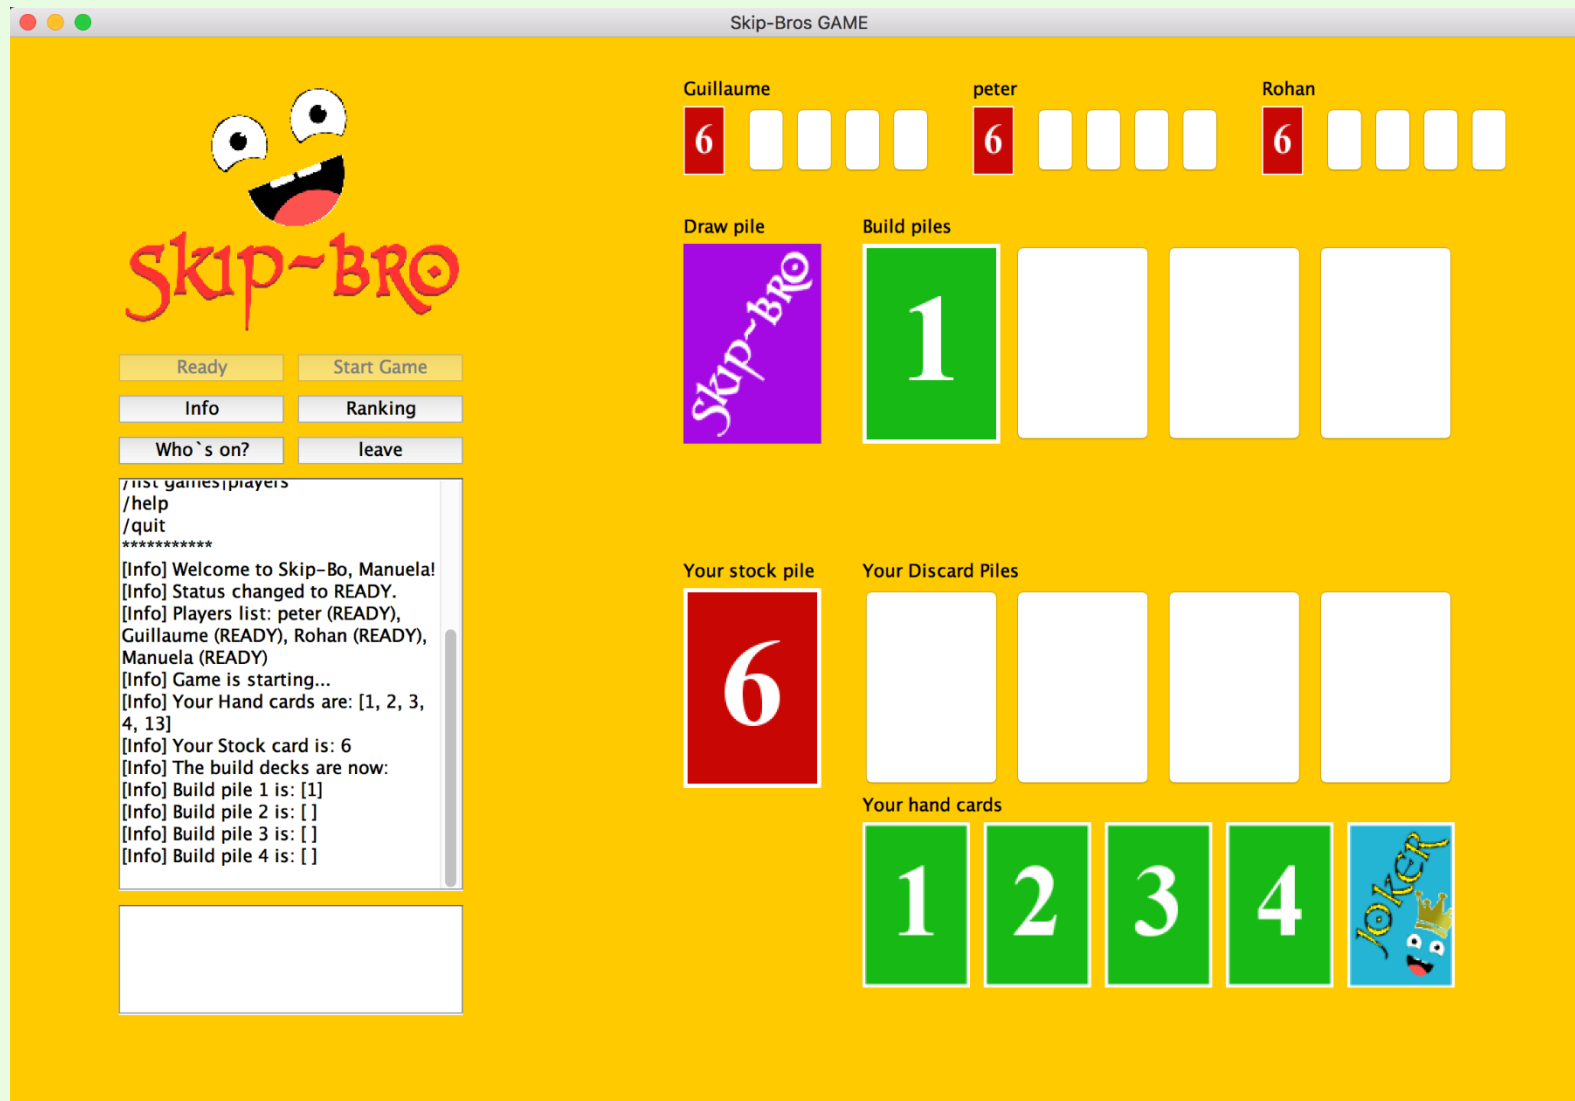 Skip-Bros GAME
SKIP~BRO
Ready
Start Game
Info
Ranking
Who`s on?
leave
/list games|players
/help
/quit
***********
[Info] Welcome to Skip-Bo, Manuela!
[Info] Status changed to READY.
[Info] Players list: peter (READY),
Guillaume (READY), Rohan (READY),
Manuela (READY)
[Info] Game is starting...
[Info] Your Hand cards are: [1, 2, 3,
4, 13]
[Info] Your Stock card is: 6
[Info] The build decks are now:
[Info] Build pile 1 is: [1]
[Info] Build pile 2 is: [ ]
[Info] Build pile 3 is: [ ]
[Info] Build pile 4 is: [ ]
Guillaume
peter
Rohan
6
6
6
Draw pile
Build piles
SKIP~BRO
1
Your stock pile
Your Discard Piles
6
Your hand cards
1
2
3
4
JOKER